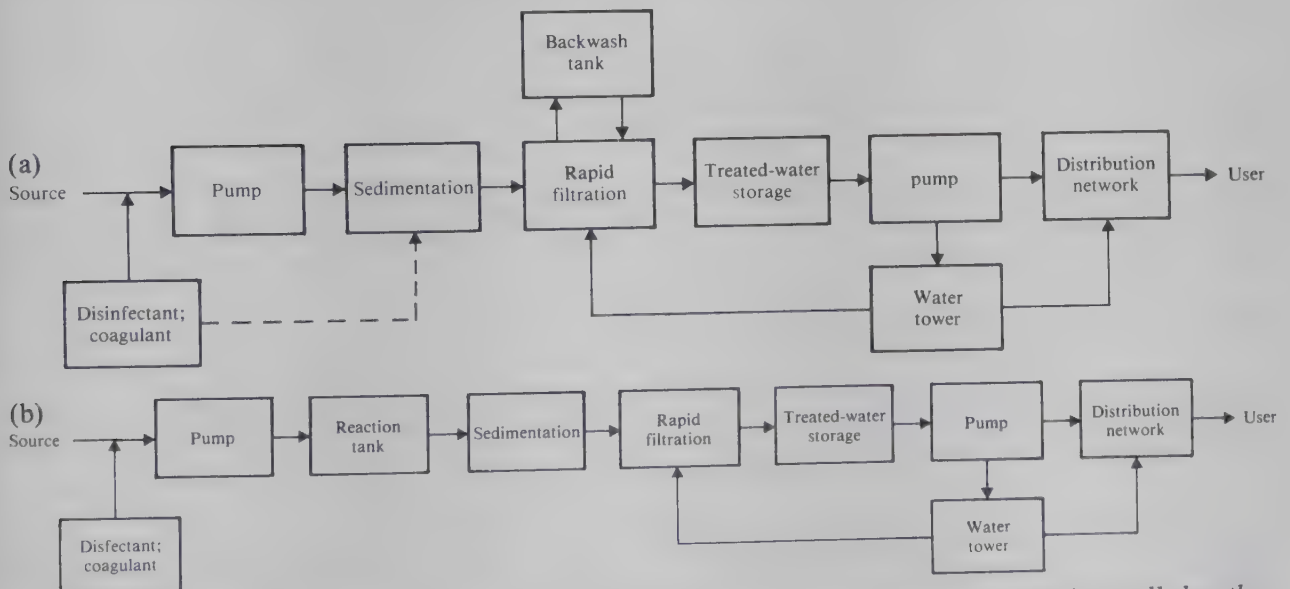 Backwash
tank
(a)
Source
Pump
Sedimentation
Rapid
filtration
Treated-water
storage
pump
Distribution
network
User
Disinfectant;
coagulant
Water
tower
(b)
Source
Pump
Reaction
tank
Sedimentation
Rapid
filtration
Treated-water
storage
Pump
Distribution
network
User
Disfectant;
coagulant
Water
tower